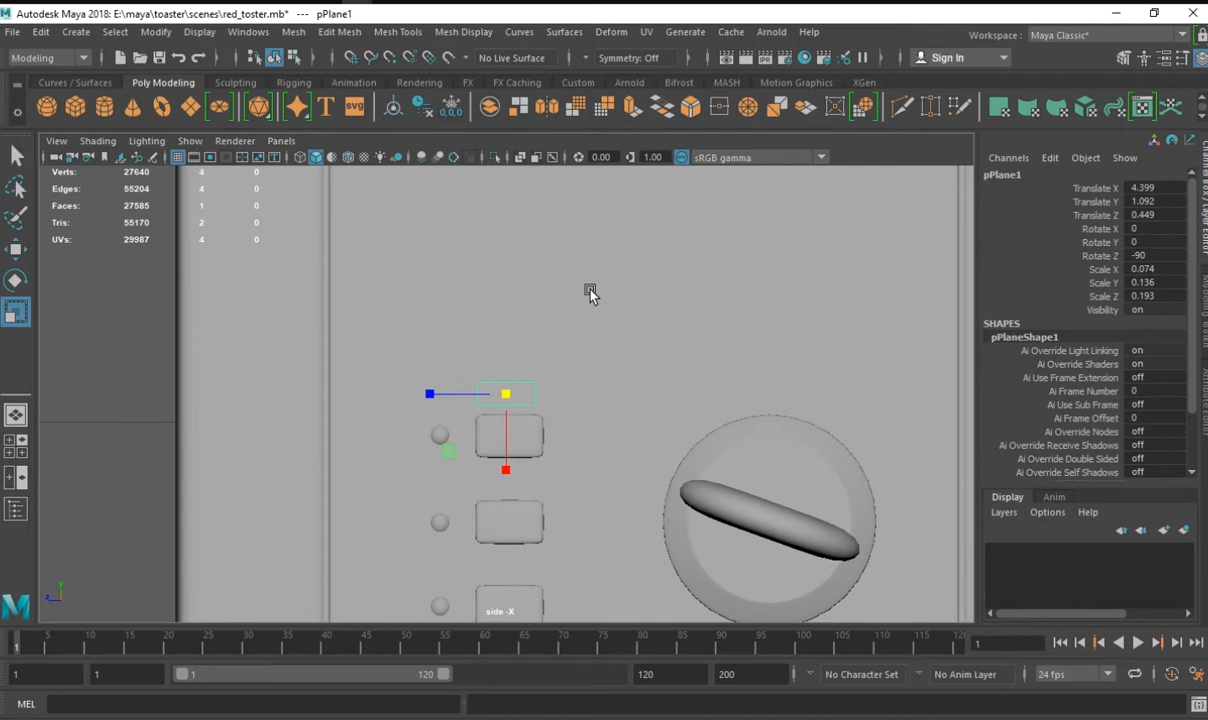 Autodesk Maya 2018: E:\maya\toaster\scenes\red_toster.mb* --- pPlane1
File Edit Create Select Modify Display Windows Mesh Edit Mesh Mesh Tools Mesh Display Curves Surfaces Deform UV Generate Cache Arnold Help
Workspace : Maya Classic*
Modeling No Live Surface Symmetry: Off Sign In
Curves / Surfaces Poly Modeling Sculpting Rigging Animation Rendering FX FX Caching Custom Arnold Bifrost MASH Motion Graphics XGen
T SVG 0,0,0
View Shading Lighting Show Renderer Panels
0.00 1.00 sRGB gamma
Channels Edit Object Show
pPlane1
Verts: 27640 4 0
Edges: 55204 4 0
Faces: 27585 1 0
Tris: 55170 2 0
UVs: 29987 4 0
Translate X 4.399
Translate Y 1.092
Translate Z 0.449
Rotate X 0
Rotate Y 0
Rotate Z -90
Scale X 0.074
Scale Y 0.136
Scale Z 0.193
Visibility on
SHAPES
pPlaneShape1
Ai Override Light Linking on
Ai Override Shaders on
Ai Use Frame Extension off
Ai Frame Number 0
Ai Use Sub Frame off
Ai Frame Offset 0
Ai Override Nodes off
Ai Override Receive Shadows off
Ai Override Double Sided off
Ai Override Self Shadows off
Channel Box / Layer Editor
Modeling Toolkit
Display Anim
Layers Options Help
side -X
y
z
5 10 15 20 25 30 35 40 45 50 55 60 65 70 75 80 85 90 95 100 105 110 115 120
1
1 1 1 120 120 200 No Character Set No Anim Layer 24 fps
MEL